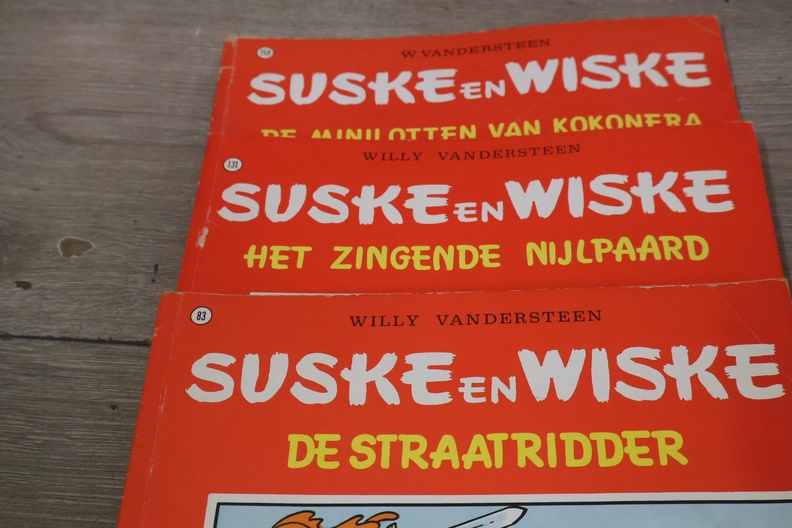 159
W. VANDERSTEEN
SUSKE EN WISKE
DE MINILOTTEN VAN KOKONERA
131
WILLY VANDERSTEEN
SUSKE EN WISKE
HET ZINGENDE NIJLPAARD
83
WILLY VANDERSTEEN
SUSKE EN WISKE
DE STRAATRIDDER